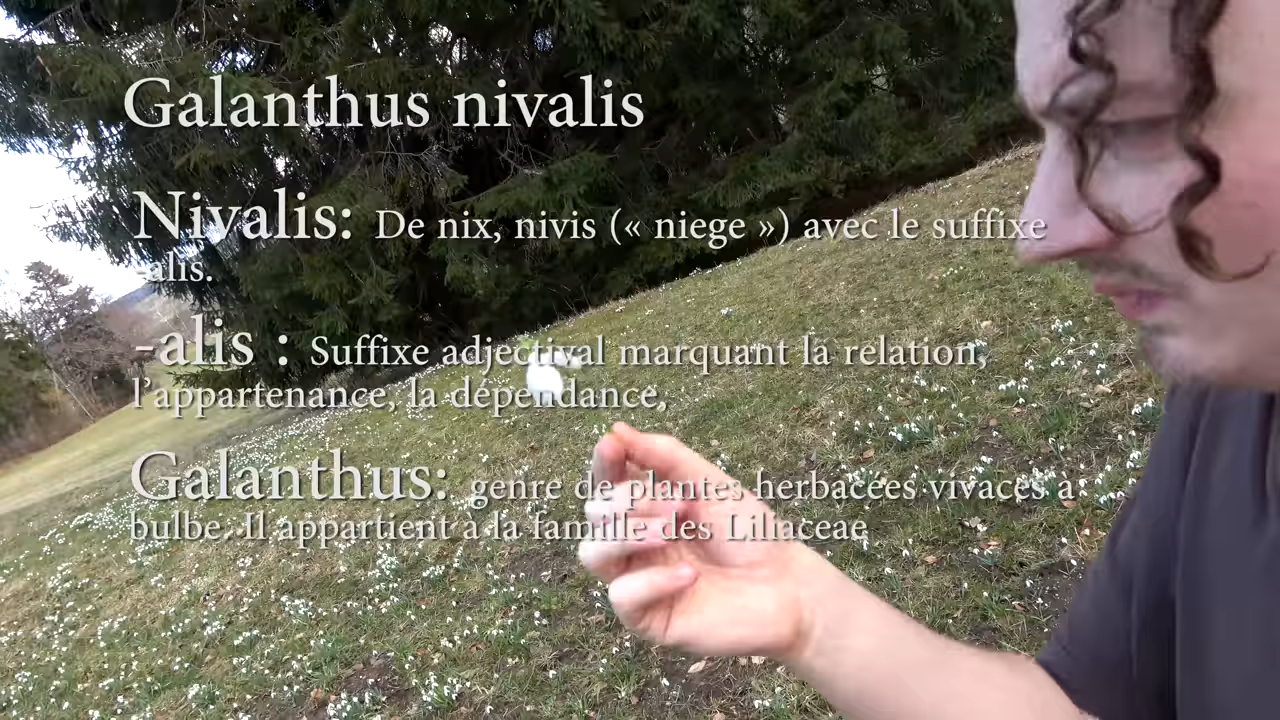 Galanthus nivalis
Nivalis: De nix, nivis (« niege ») avec le suffixe
-alis.
-alis : Suffixe adjectival marquant la relation,
l'appartenance, la dépendance,
Galanthus: genre de plantes herbacées vivaces à
bulbe. Il appartient à la famille des Liliaceae